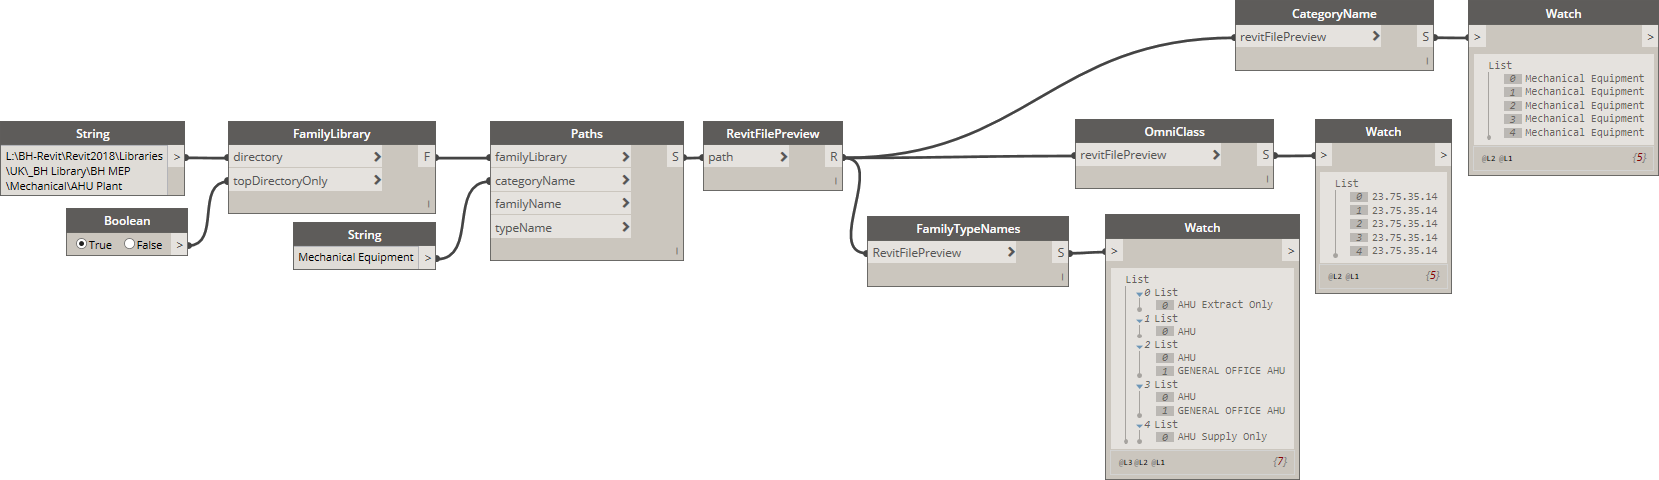 String
L:\BH-Revit\Revit2018\Libraries >
\UK\_BH Library\BH MEP
\Mechanical\AHU Plant
Boolean
True False >
FamilyLibrary
directory > F
topDirectoryOnly >
l
String
Mechanical Equipment >
Paths
familyLibrary > S
categoryName >
familyName >
typeName >
l
RevitFilePreview
path > R
l
CategoryName
revitFilePreview > S
l
Watch
> >
List
0 Mechanical Equipment
1 Mechanical Equipment
2 Mechanical Equipment
3 Mechanical Equipment
4 Mechanical Equipment
@L2 @L1 {5}
OmniClass
revitFilePreview > S
l
Watch
> >
List
0 23.75.35.14
1 23.75.35.14
2 23.75.35.14
3 23.75.35.14
4 23.75.35.14
@L2 @L1 {5}
FamilyTypeNames
RevitFilePreview > S
l
Watch
> >
List
0 List
0 AHU Extract Only
1 List
0 AHU
2 List
0 AHU
1 GENERAL OFFICE AHU
3 List
0 AHU
1 GENERAL OFFICE AHU
4 List
0 AHU Supply Only
@L3 @L2 @L1 {7}